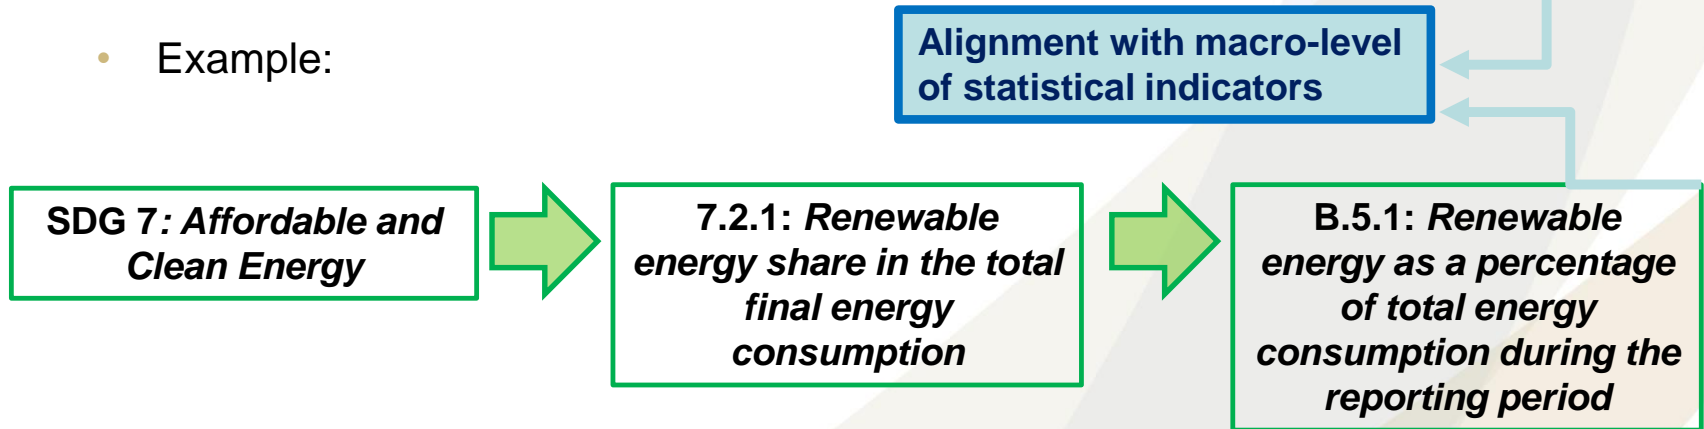 • Example:
Alignment with macro-level
of statistical indicators
SDG 7: Affordable and
Clean Energy
7.2.1: Renewable
energy share in the total
final energy
consumption
B.5.1: Renewable
energy as a percentage
of total energy
consumption during the
reporting period